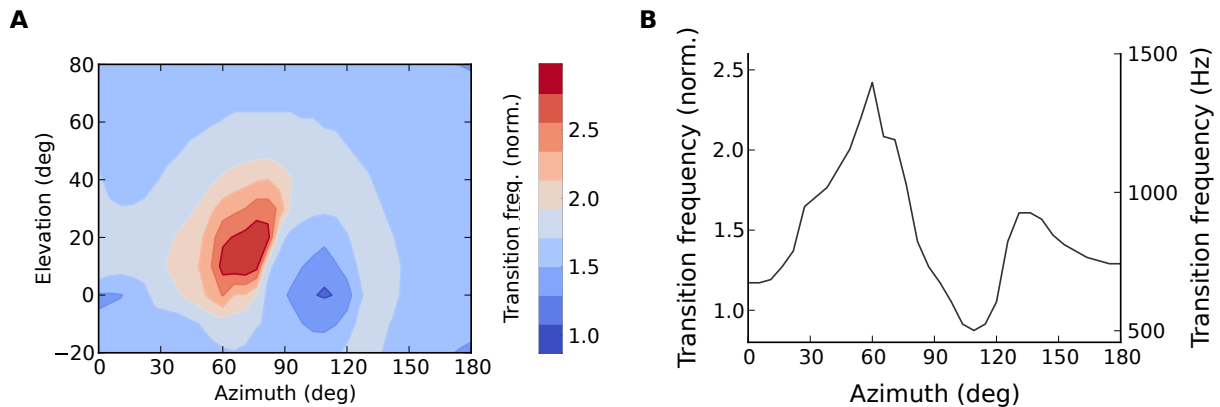 A
80
60
40
20
0
−20
Elevation (deg)
0 30 60 90 120 150 180
Azimuth (deg)
Transition freq. (norm.)
2.5
2.0
1.5
1.0
B
Transition frequency (norm.)
2.5
2.0
1.5
1.0
0 30 60 90 120 150 180
Azimuth (deg)
1500
1000
500
Transition frequency (Hz)